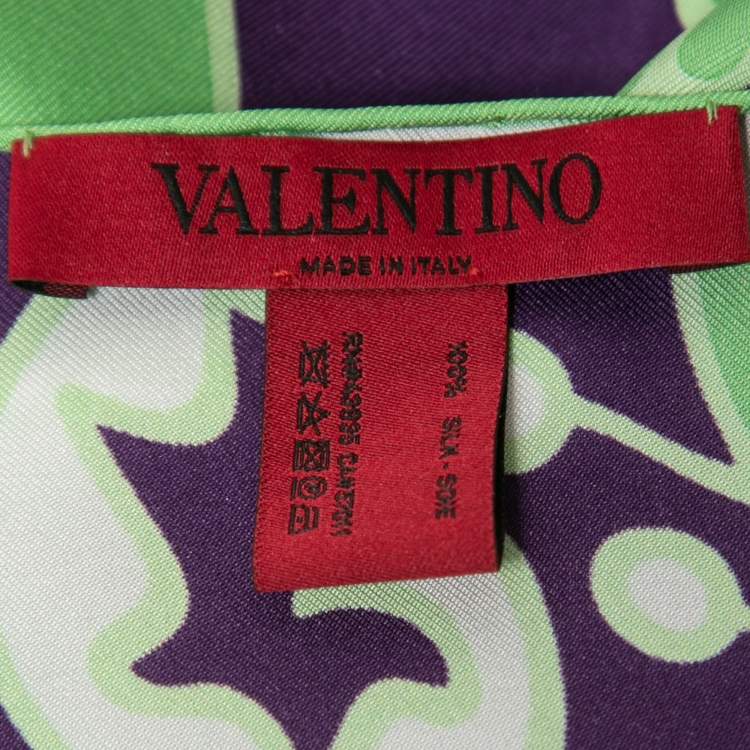 VALENTINO
MADE IN ITALY
100% SILK - SOIE